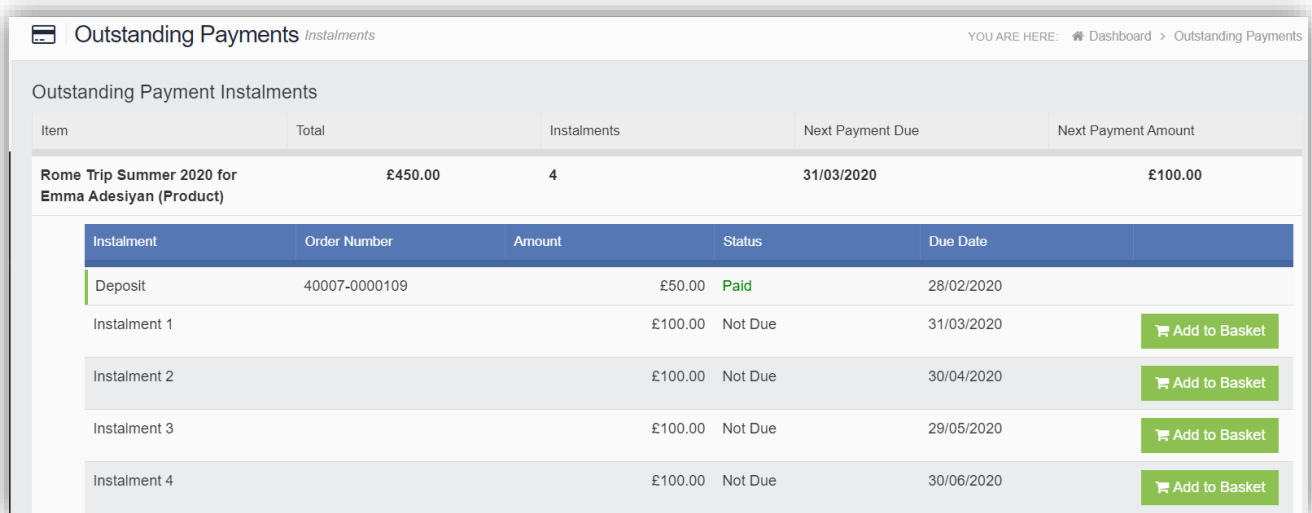 Outstanding Payments Instalments
YOU ARE HERE: Dashboard > Outstanding Payments
Outstanding Payment Instalments
Item Total Instalments Next Payment Due Next Payment Amount
Rome Trip Summer 2020 for £450.00 4 31/03/2020 £100.00
Emma Adesiyan (Product)
Instalment Order Number Amount Status Due Date
Deposit 40007-0000109 £50.00 Paid 28/02/2020
Instalment 1 £100.00 Not Due 31/03/2020 Add to Basket
Instalment 2 £100.00 Not Due 30/04/2020 Add to Basket
Instalment 3 £100.00 Not Due 29/05/2020 Add to Basket
Instalment 4 £100.00 Not Due 30/06/2020 Add to Basket